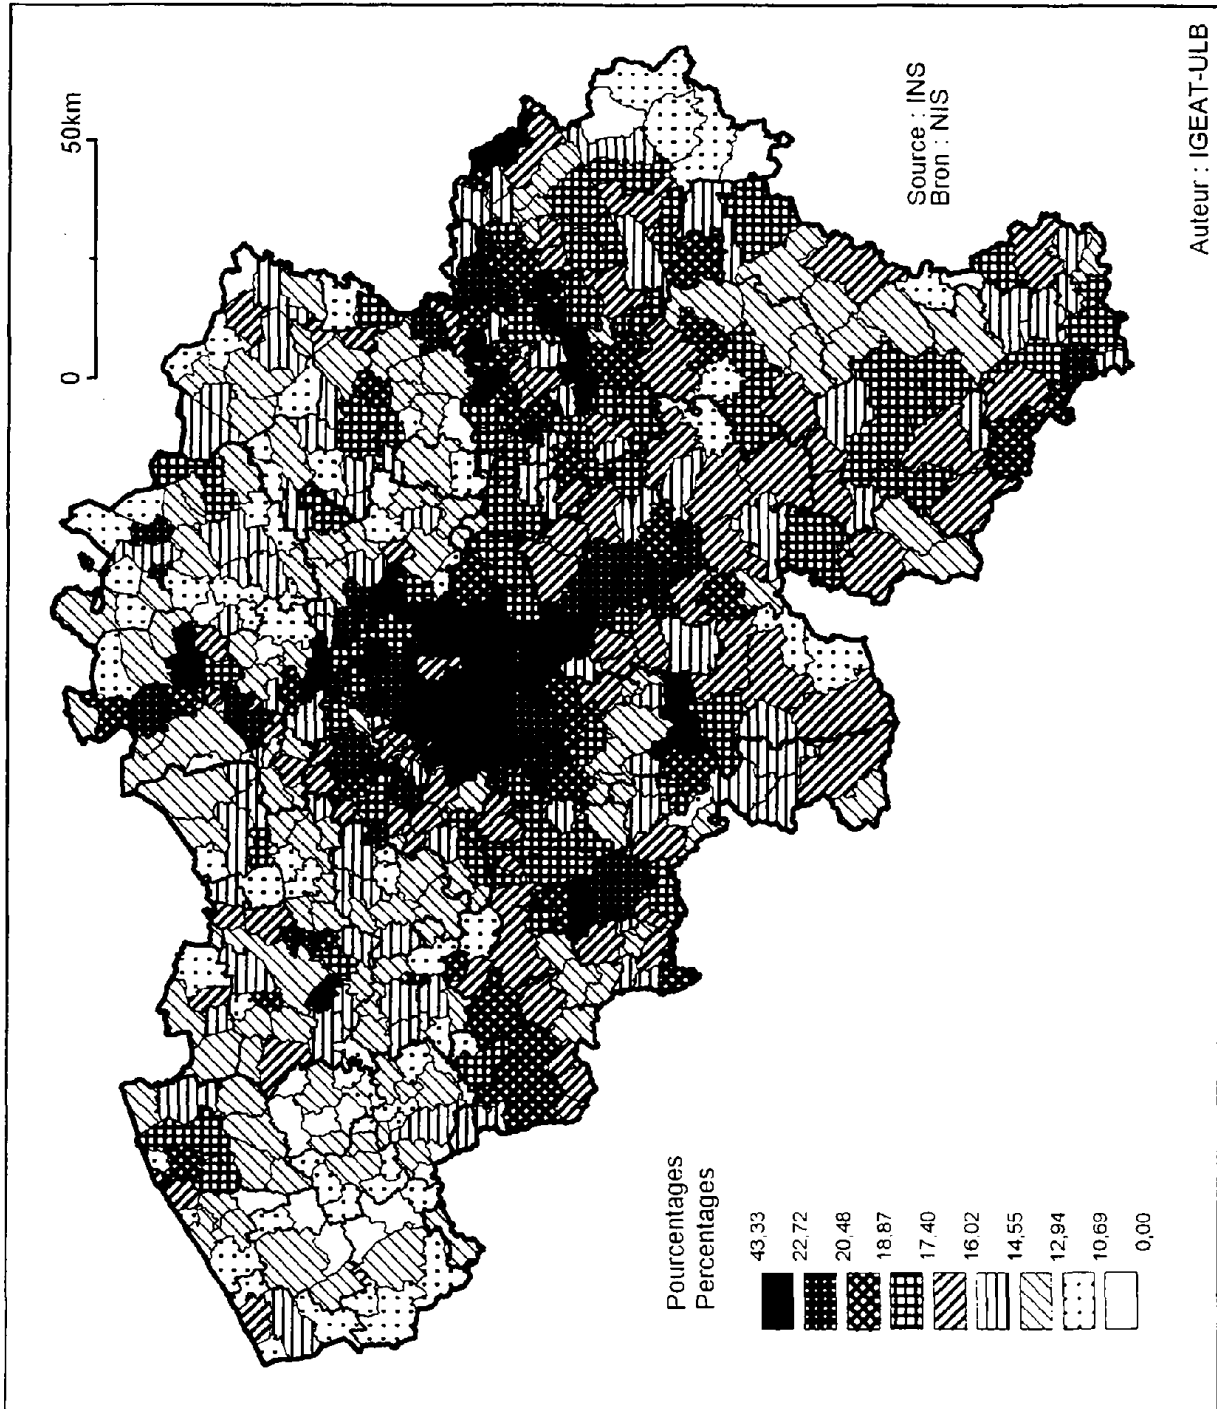 0 50km
Source : INS
Bron : NIS
Auteur : IGEAT-ULB
Pourcentages
Percentages
43,33
22,72
20,48
18,87
17,40
16,02
14,55
12,94
10,69
0,00